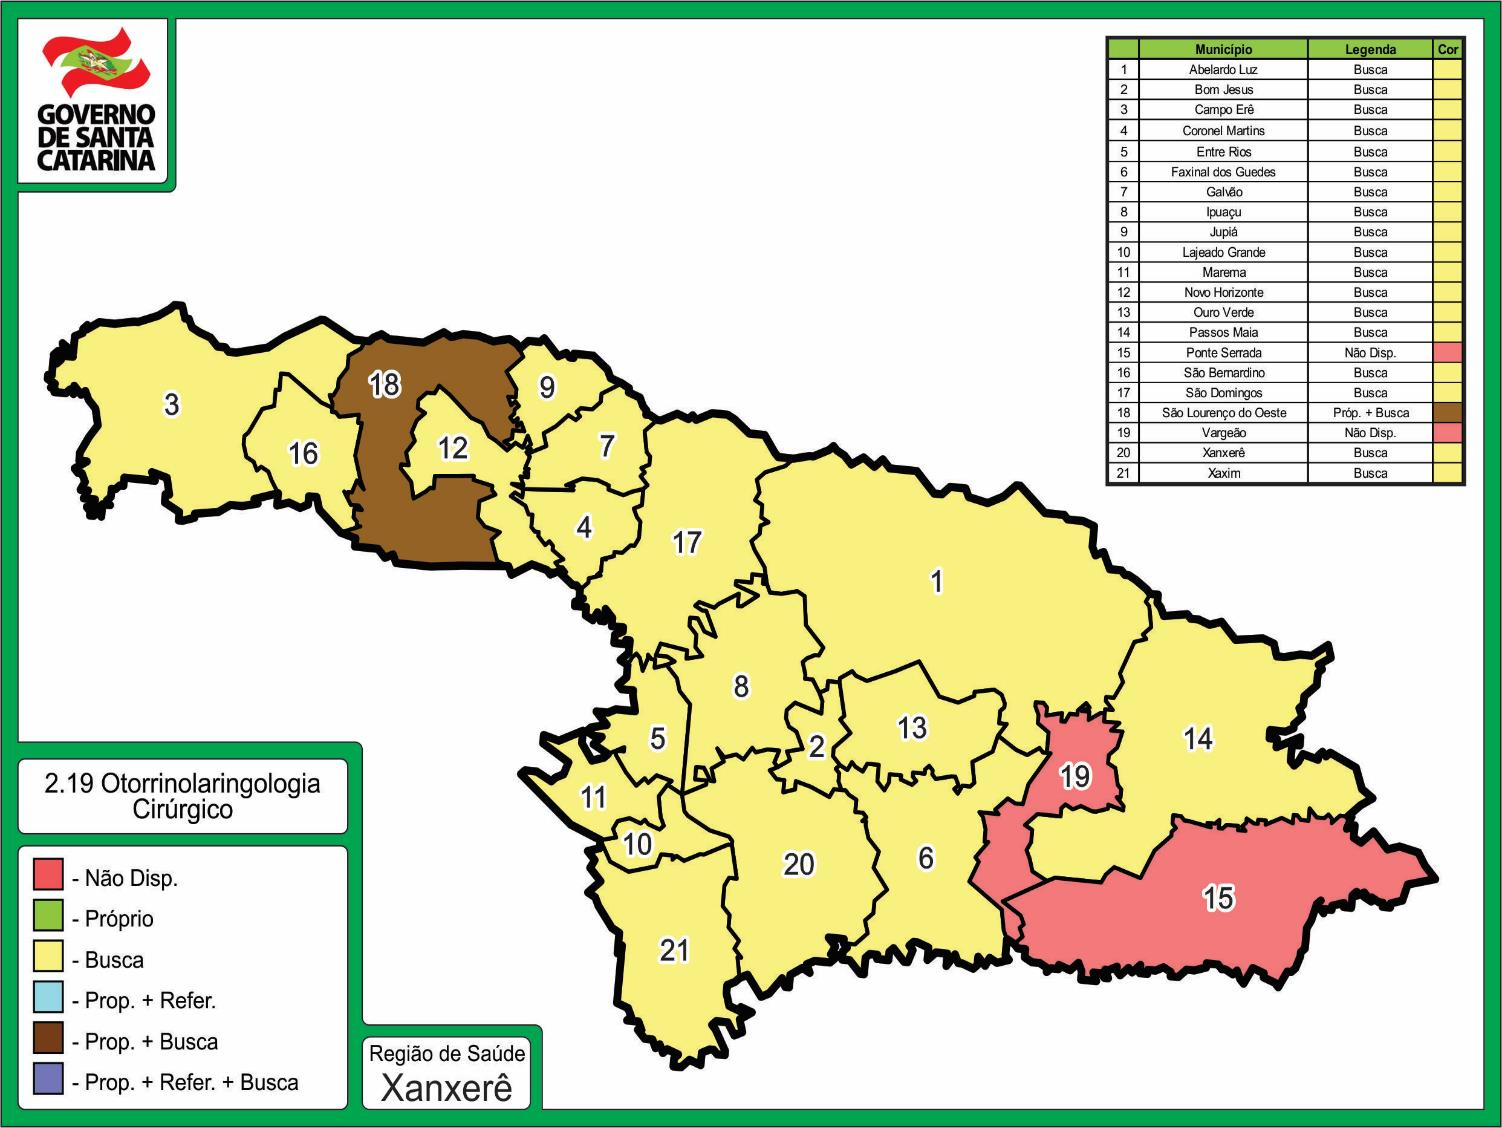 GOVERNO
DE SANTA
CATARINA
Município Legenda Cor
1 Abelardo Luz Busca
2 Bom Jesus Busca
3 Campo Erê Busca
4 Coronel Martins Busca
5 Entre Rios Busca
6 Faxinal dos Guedes Busca
7 Galvão Busca
8 Ipuaçu Busca
9 Jupiá Busca
10 Lajeado Grande Busca
11 Marema Busca
12 Novo Horizonte Busca
13 Ouro Verde Busca
14 Passos Maia Busca
15 Ponte Serrada Não Disp.
16 São Bernardino Busca
17 São Domingos Busca
18 São Lourenço do Oeste Próp. + Busca
19 Vargeão Não Disp.
20 Xanxerê Busca
21 Xaxim Busca
3
18
9
16
12
7
4
17
1
8
5
2
13
14
19
11
10
20
6
15
21
2.19 Otorrinolaringologia
Cirúrgico
- Não Disp.
- Próprio
- Busca
- Prop. + Refer.
- Prop. + Busca
- Prop. + Refer. + Busca
Região de Saúde
Xanxerê